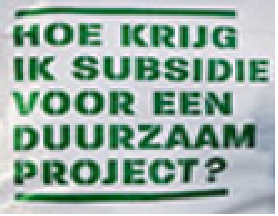 HOE KRIJG
IK SUBSIDIE
VOOR EEN
DUURZAAM
PROJECT?